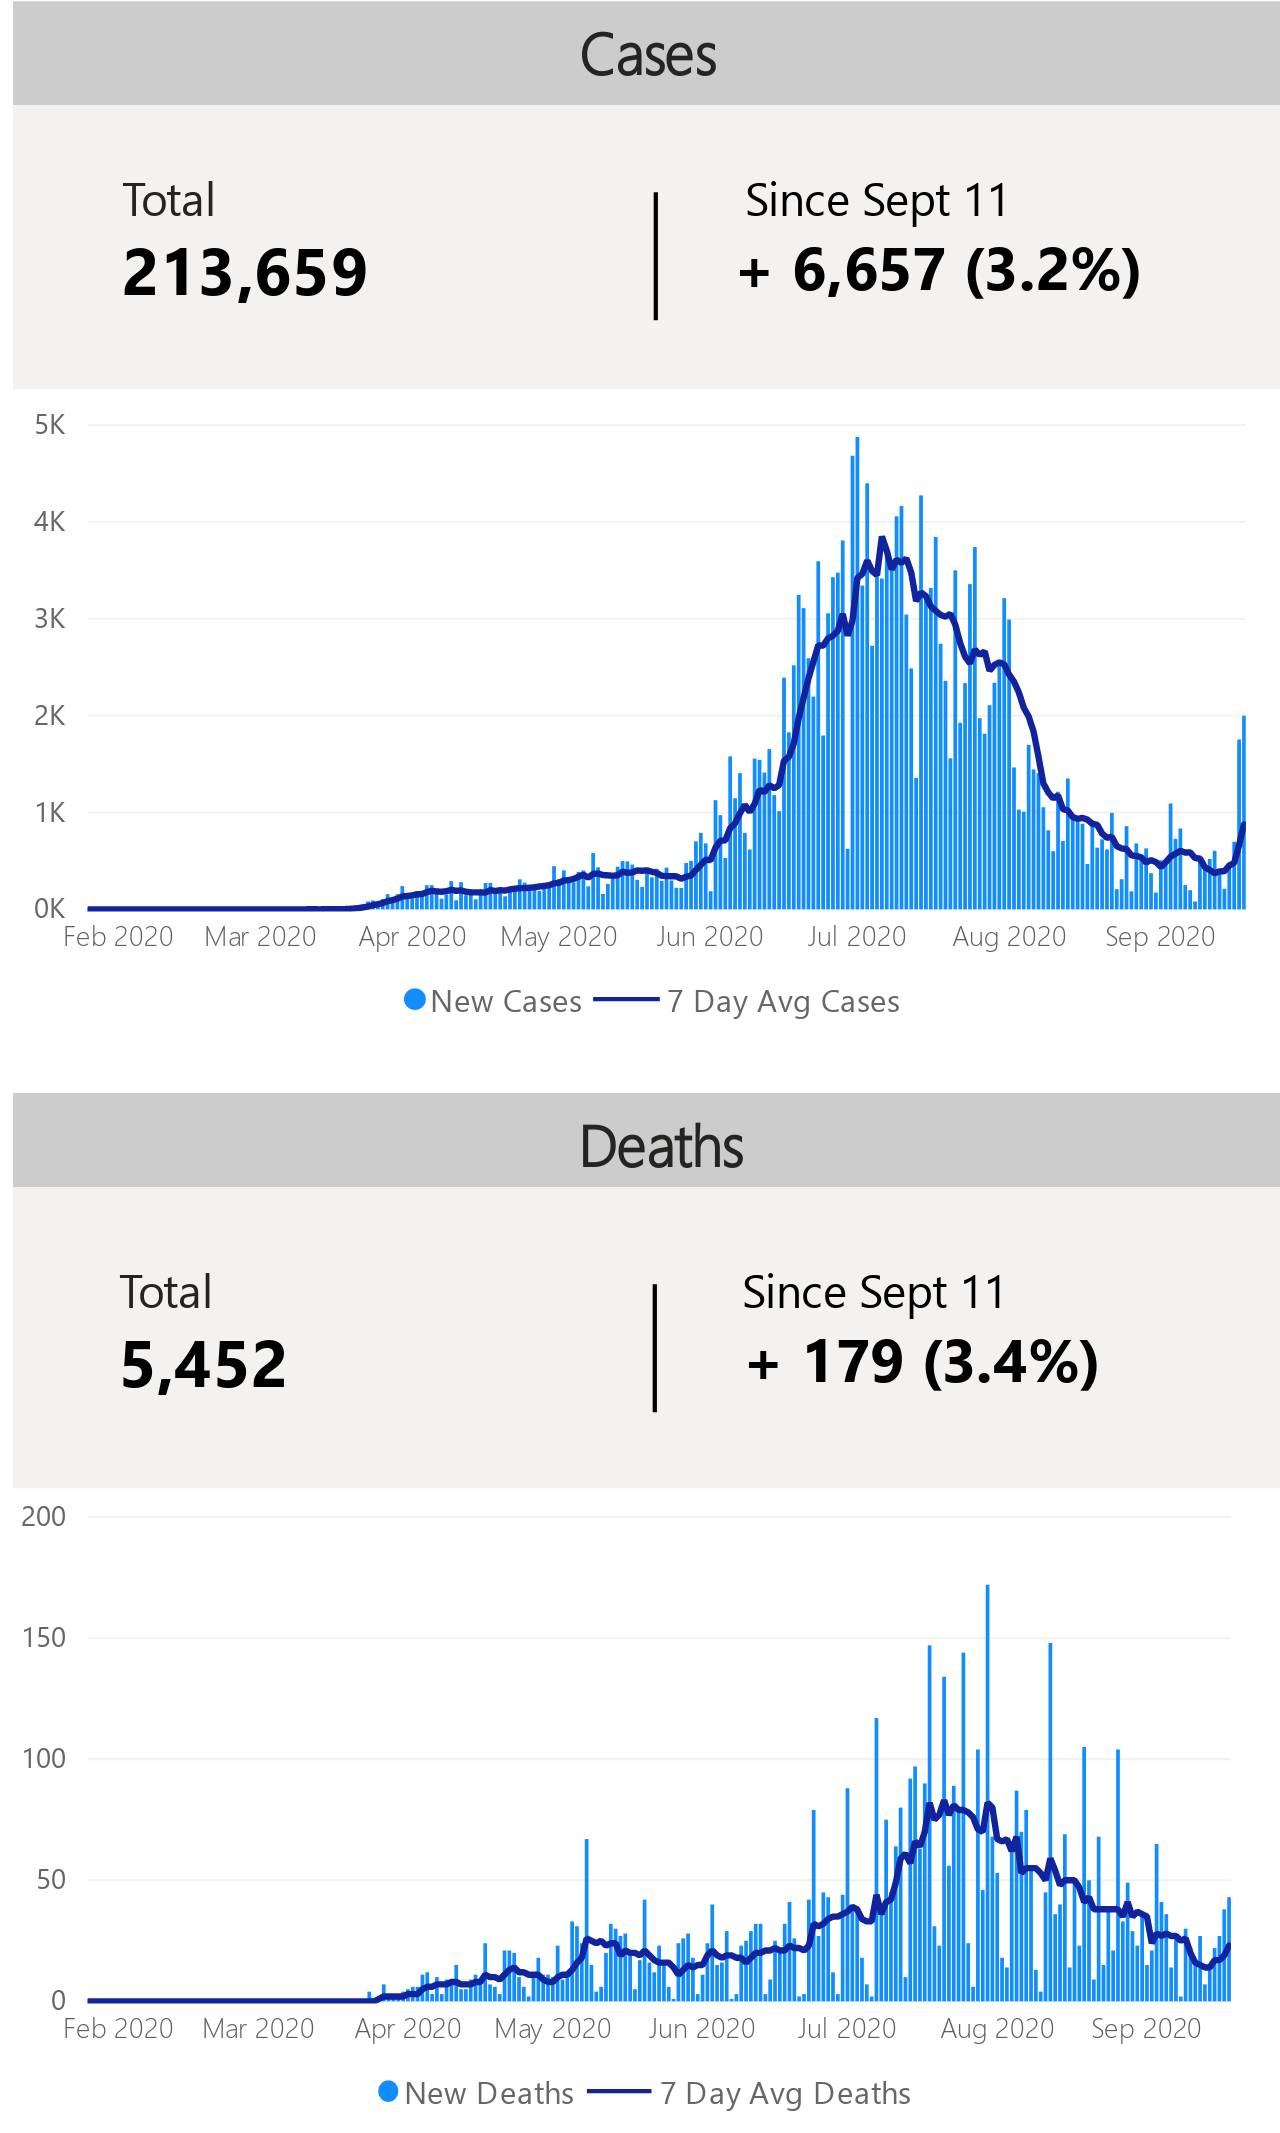 Cases
Total
Since Sept 11
213,659
+ 6,657 (3.2%)
5K
4K
3K
2K
1K
0K
Feb 2020 Mar 2020 Apr 2020 May 2020 Jun 2020 Jul 2020 Aug 2020 Sep 2020
New Cases 7 Day Avg Cases
Deaths
Total
Since Sept 11
5,452
+ 179 (3.4%)
200
150
100
50
0
Feb 2020 Mar 2020 Apr 2020 May 2020 Jun 2020 Jul 2020 Aug 2020 Sep 2020
New Deaths 7 Day Avg Deaths